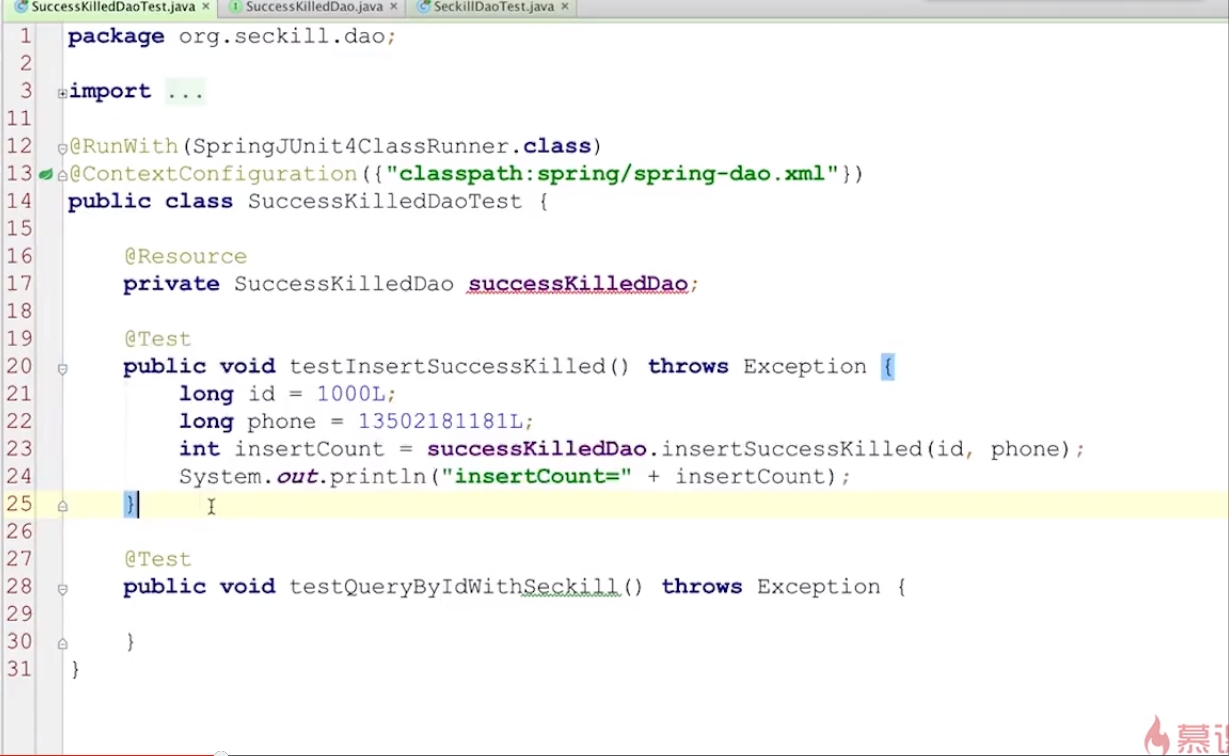 SuccessKilledDaoTest.java × SuccessKilledDao.java × SeckillDaoTest.java ×
1 package org.seckill.dao;
2
3 import ...
11
12 @RunWith(SpringJUnit4ClassRunner.class)
13 @ContextConfiguration({"classpath:spring/spring-dao.xml"})
14 public class SuccessKilledDaoTest {
15
16 @Resource
17 private SuccessKilledDao successKilledDao;
18
19 @Test
20 public void testInsertSuccessKilled() throws Exception {
21 long id = 1000L;
22 long phone = 13502181181L;
23 int insertCount = successKilledDao.insertSuccessKilled(id, phone);
24 System.out.println("insertCount=" + insertCount);
25 }
26
27 @Test
28 public void testQueryByIdWithSeckill() throws Exception {
29
30 }
31 }
慕